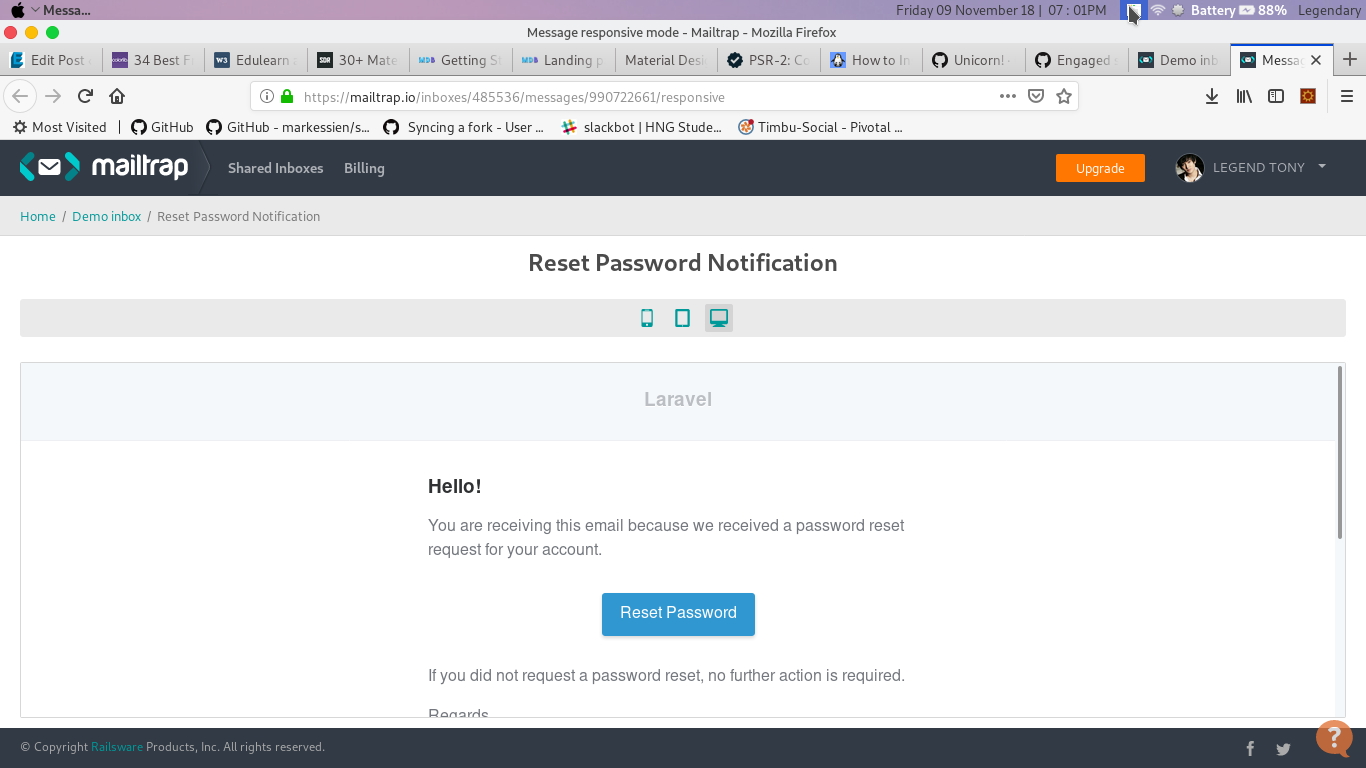 Messa...
Friday 09 November 18 | 07 : 01PM
Battery 88% Legendary
Message responsive mode - Mailtrap - Mozilla Firefox
Edit Post
34 Best F
Edulearn
30+ Mate
Getting S
Landing p
Material Desi
PSR-2: Co
How to In
Unicorn!
Engaged
Demo inb
Messag
https://mailtrap.io/inboxes/485536/messages/990722661/responsive
Most Visited
GitHub
GitHub - markessien/s...
Syncing a fork - User ...
slackbot | HNG Stude...
Timbu-Social - Pivotal ...
mailtrap
Shared Inboxes
Billing
Upgrade
LEGEND TONY
Home / Demo inbox / Reset Password Notification
Reset Password Notification
Laravel
Hello!
You are receiving this email because we received a password reset
request for your account.
Reset Password
If you did not request a password reset, no further action is required.
Regards
© Copyright Railsware Products, Inc. All rights reserved.